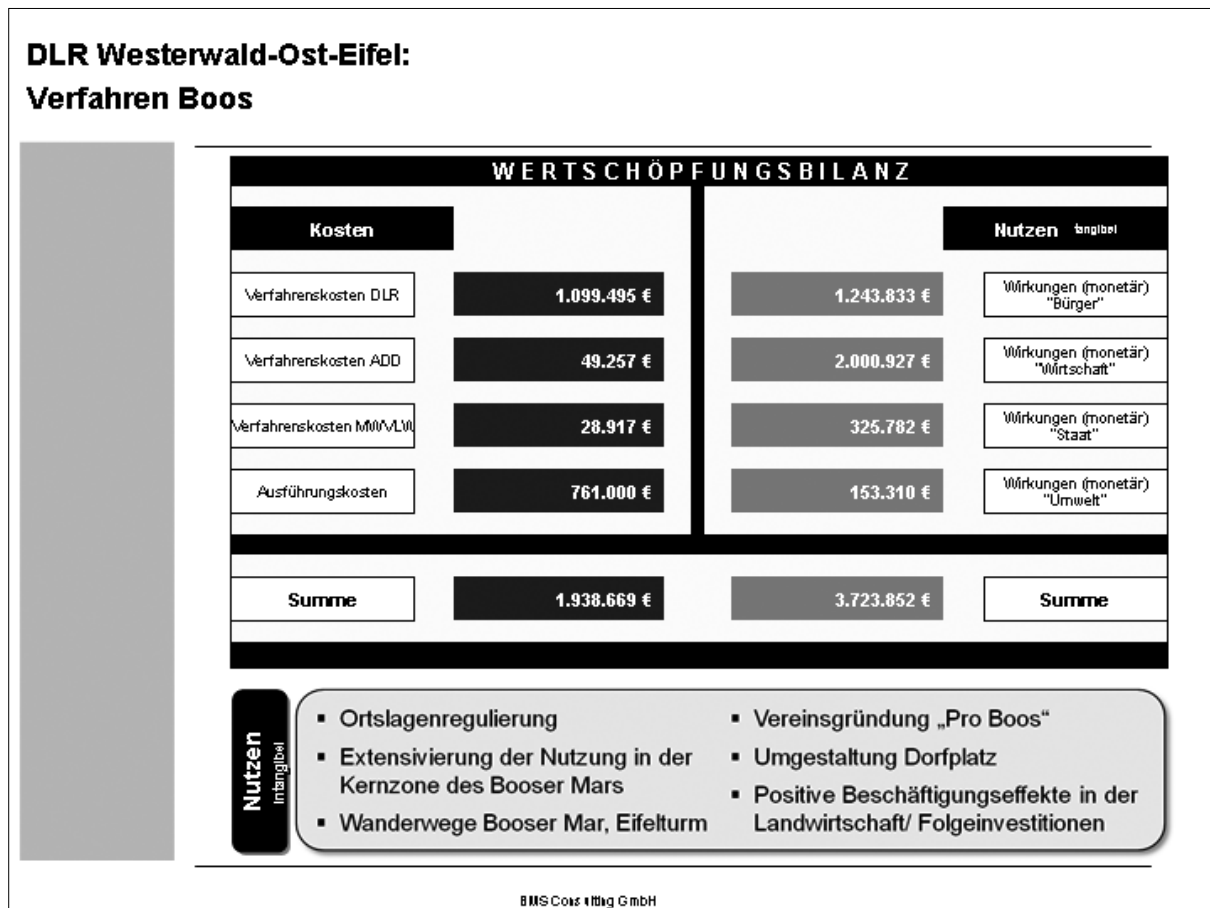 DLR Westerwald-Ost-Eifel:
Verfahren Boos
WERTSCHÖPFUNGSBILANZ
Kosten
Nutzen tangibel
Verfahrenskosten DLR 1.099.495 € 1.243.833 € Wirkungen (monetär)
"Bürger"
Verfahrenskosten ADD 49.257 € 2.000.927 € Wirkungen (monetär)
"Wirtschaft"
Verfahrenskosten MWVLW 28.917 € 325.782 € Wirkungen (monetär)
"Staat"
Ausführungskosten 761.000 € 153.310 € Wirkungen (monetär)
"Umwelt"
Summe 1.938.669 € 3.723.852 € Summe
Nutzen
Intangibel
▪ Ortslagenregulierung
▪ Extensivierung der Nutzung in der
Kernzone des Booser Mars
▪ Wanderwege Booser Mar, Eifelturm
▪ Vereinsgründung „Pro Boos“
▪ Umgestaltung Dorfplatz
▪ Positive Beschäftigungseffekte in der
Landwirtschaft/ Folgeinvestitionen
BMS Consulting GmbH